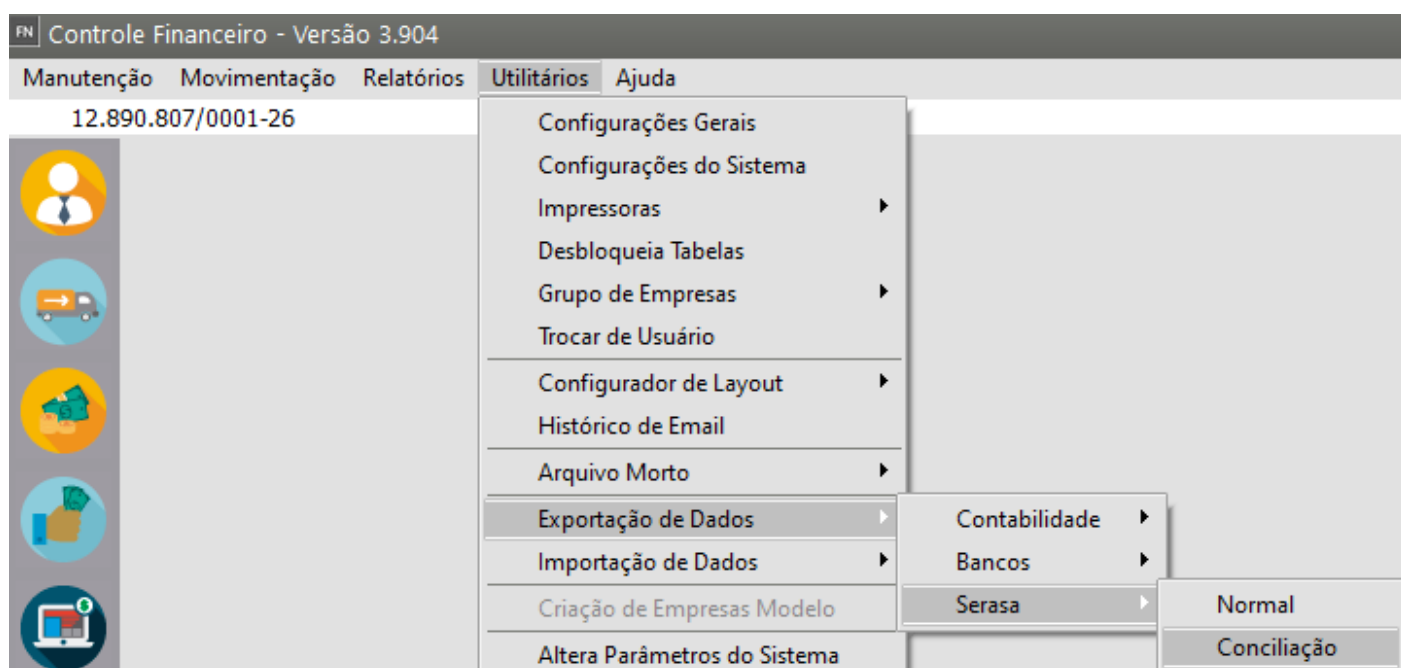 FN Controle Financeiro - Versão 3.904
Manutenção Movimentação Relatórios Utilitários Ajuda
12.890.807/0001-26
Configurações Gerais
Configurações do Sistema
Impressoras
Desbloqueia Tabelas
Grupo de Empresas
Trocar de Usuário
Configurador de Layout
Histórico de Email
Arquivo Morto
Exportação de Dados
Importação de Dados
Criação de Empresas Modelo
Altera Parâmetros do Sistema
Contabilidade
Bancos
Serasa
Normal
Conciliação